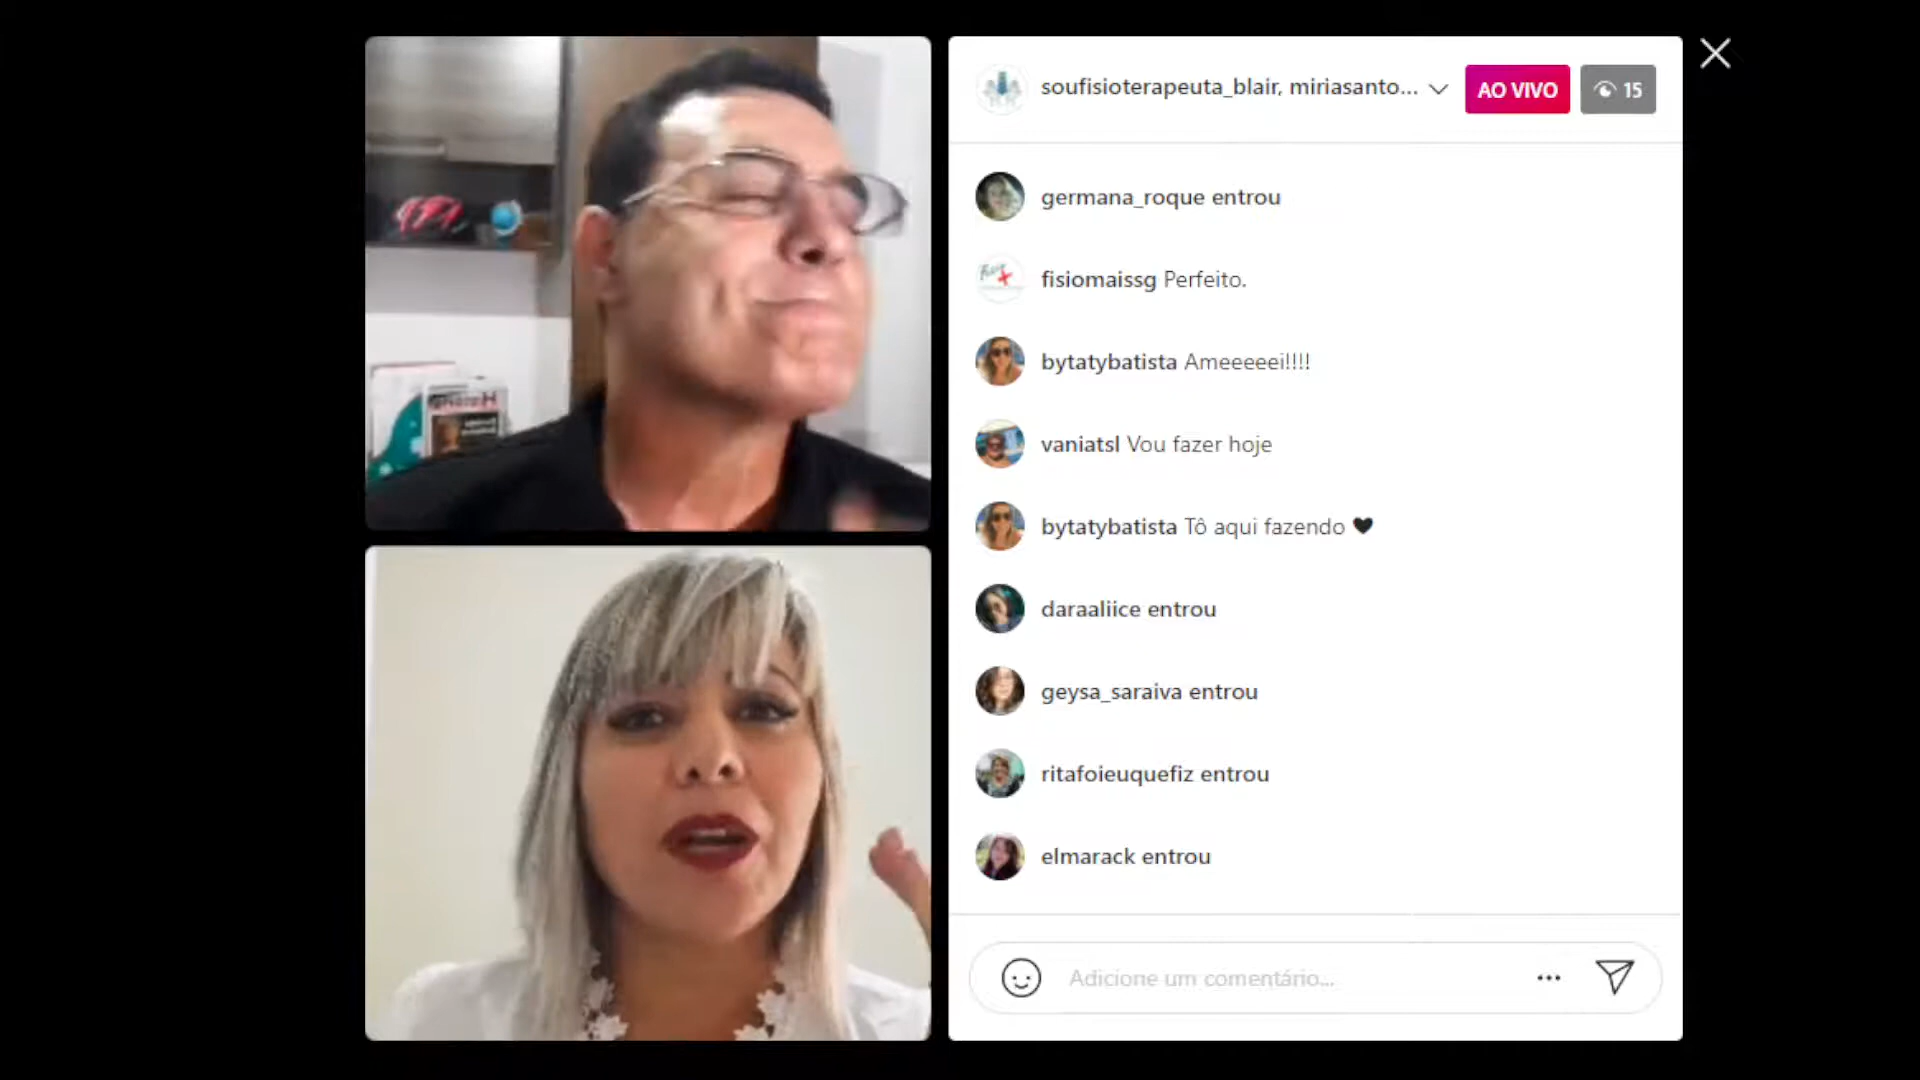 soufisioterapeuta_blair, miriasanto...
AO VIVO
15
germana_roque entrou
fisiomaissg Perfeito.
bytatybatista Ameeeeei!!!!
vaniatsl Vou fazer hoje
bytatybatista Tô aqui fazendo 🖤
daraaliice entrou
geysa_saraiva entrou
ritafoieuquefiz entrou
elmarack entrou
Adicione um comentário...